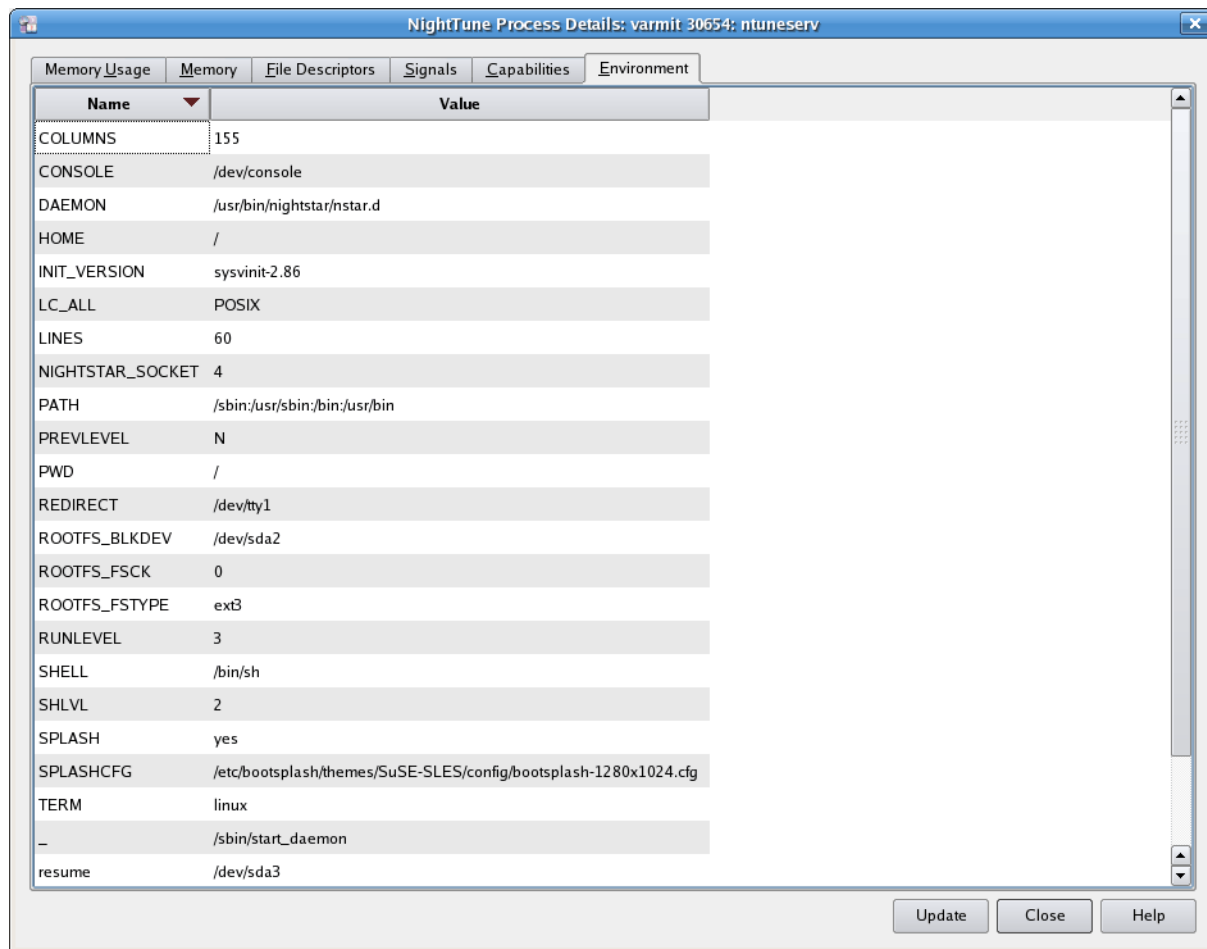 NightTune Process Details: varmit 30654: ntuneserv
Memory Usage Memory File Descriptors Signals Capabilities Environment
Name Value
COLUMNS 155
CONSOLE /dev/console
DAEMON /usr/bin/nightstar/nstar.d
HOME /
INIT_VERSION sysvinit-2.86
LC_ALL POSIX
LINES 60
NIGHTSTAR_SOCKET 4
PATH /sbin:/usr/sbin:/bin:/usr/bin
PREVLEVEL N
PWD /
REDIRECT /dev/tty1
ROOTFS_BLKDEV /dev/sda2
ROOTFS_FSCK 0
ROOTFS_FSTYPE ext3
RUNLEVEL 3
SHELL /bin/sh
SHLVL 2
SPLASH yes
SPLASHCFG /etc/bootsplash/themes/SuSE-SLES/config/bootsplash-1280x1024.cfg
TERM linux
_ /sbin/start_daemon
resume /dev/sda3
Update Close Help